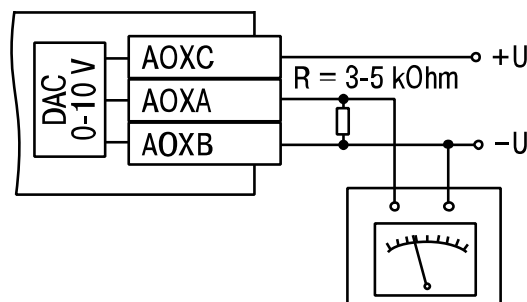 DAC
0-10 V
AOXC
AOXA
AOXB
+U
R = 3-5 kOhm
-U